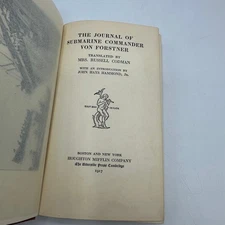 THE JOURNAL OF
SUBMARINE COMMANDER
VON FORSTNER
TRANSLATED BY
MRS. RUSSELL CODMAN
WITH AN INTRODUCTION BY
JOHN HAYS HAMMOND, JR.
BOSTON AND NEW YORK
HOUGHTON MIFFLIN COMPANY
The Riverside Press Cambridge
1917